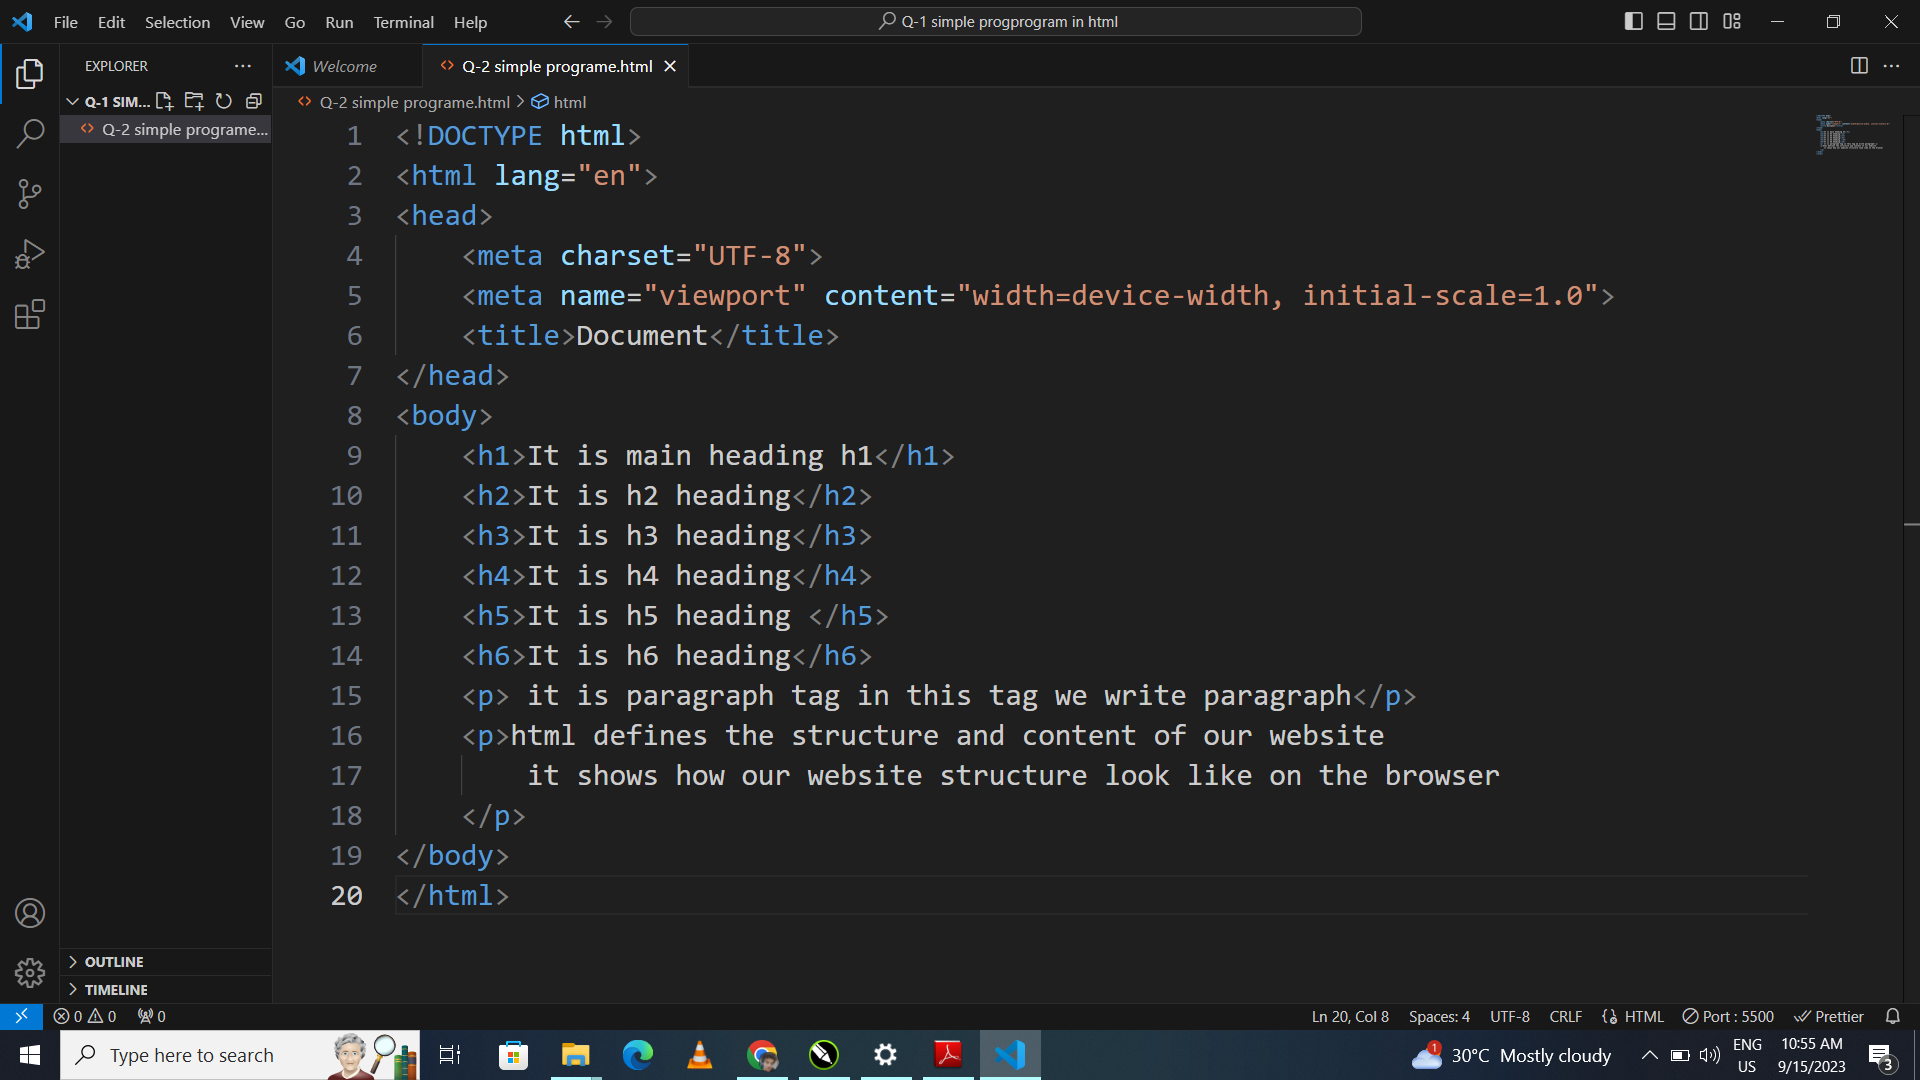 File Edit Selection View Go Run Terminal Help
Q-1 simple progprogram in html
EXPLORER
Welcome
Q-2 simple programe.html
Q-1 SIM...
Q-2 simple programe...
Q-2 simple programe.html > html
1 <!DOCTYPE html>
2 <html lang="en">
3 <head>
4 <meta charset="UTF-8">
5 <meta name="viewport" content="width=device-width, initial-scale=1.0">
6 <title>Document</title>
7 </head>
8 <body>
9 <h1>It is main heading h1</h1>
10 <h2>It is h2 heading</h2>
11 <h3>It is h3 heading</h3>
12 <h4>It is h4 heading</h4>
13 <h5>It is h5 heading </h5>
14 <h6>It is h6 heading</h6>
15 <p> it is paragraph tag in this tag we write paragraph</p>
16 <p>html defines the structure and content of our website
17 it shows how our website structure look like on the browser
18 </p>
19 </body>
20 </html>
OUTLINE
TIMELINE
0 0 0
Ln 20, Col 8 Spaces: 4 UTF-8 CRLF HTML Port : 5500 Prettier
Type here to search
1
30°C Mostly cloudy
ENG
US
10:55 AM
9/15/2023
3